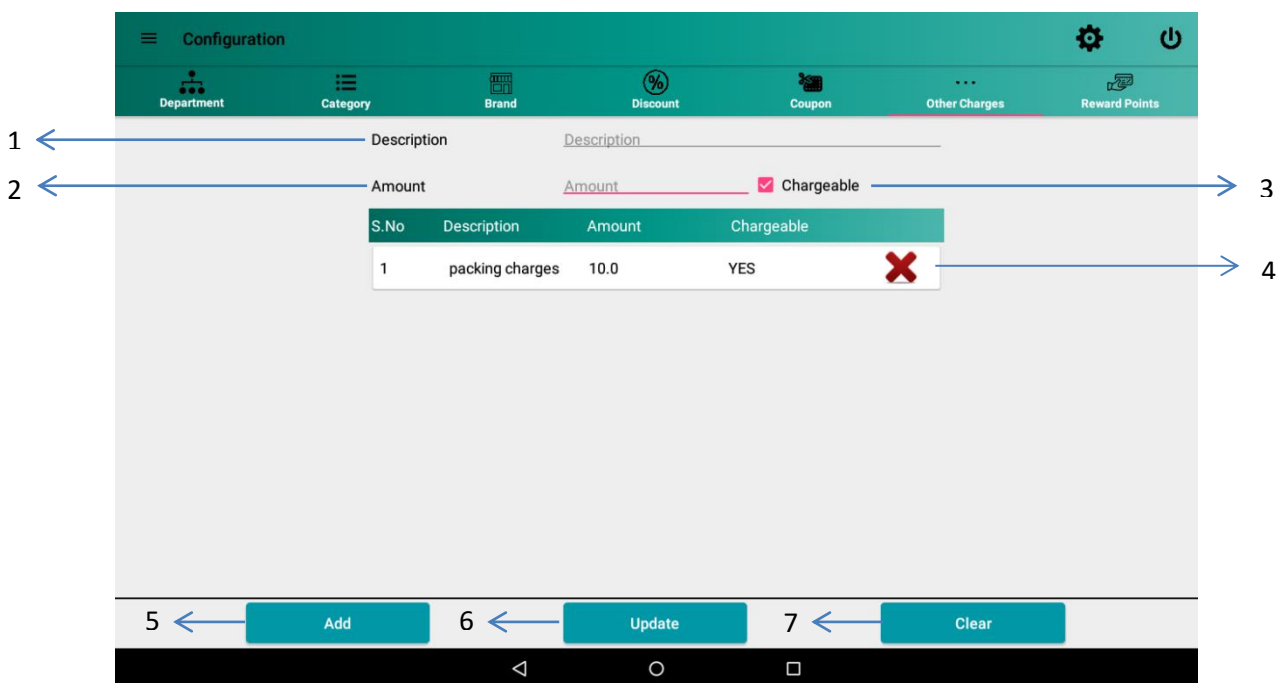 Configuration
Department Category Brand Discount Coupon Other Charges Reward Points
1 Description Description
2 Amount Amount Chargeable 3
S.No Description Amount Chargeable
1 packing charges 10.0 YES 4
5 Add 6 Update 7 Clear